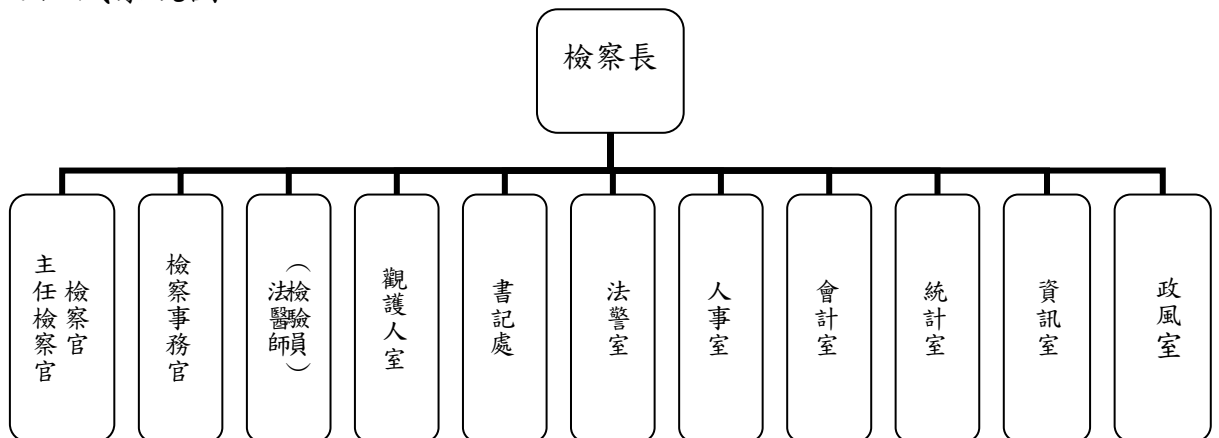 檢察長
主任檢察官
檢察官
檢察事務官
法醫師
（檢驗員）
觀護人室
書記處
法警室
人事室
會計室
統計室
資訊室
政風室